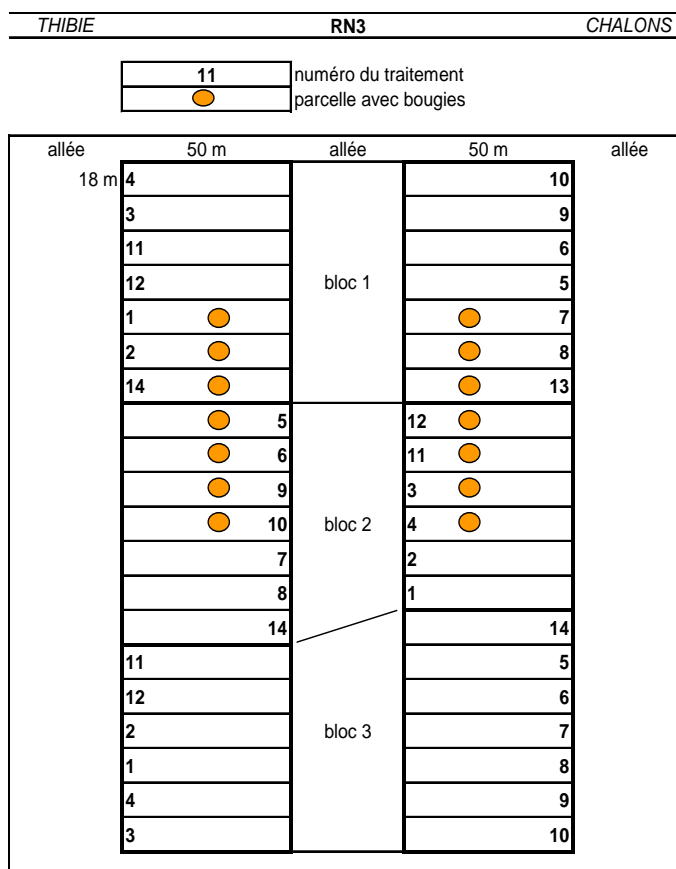 THIBIE RN3 CHALONS
11 numéro du traitement
parcelle avec bougies
allée 50 m allée 50 m allée
18 m 4 10
3 9
11 6
12 bloc 1 5
1 7
2 8
14 13
5 12
6 11
9 3
10 bloc 2 4
7 2
8 1
14 14
11 5
12 6
2 bloc 3 7
1 8
4 9
3 10